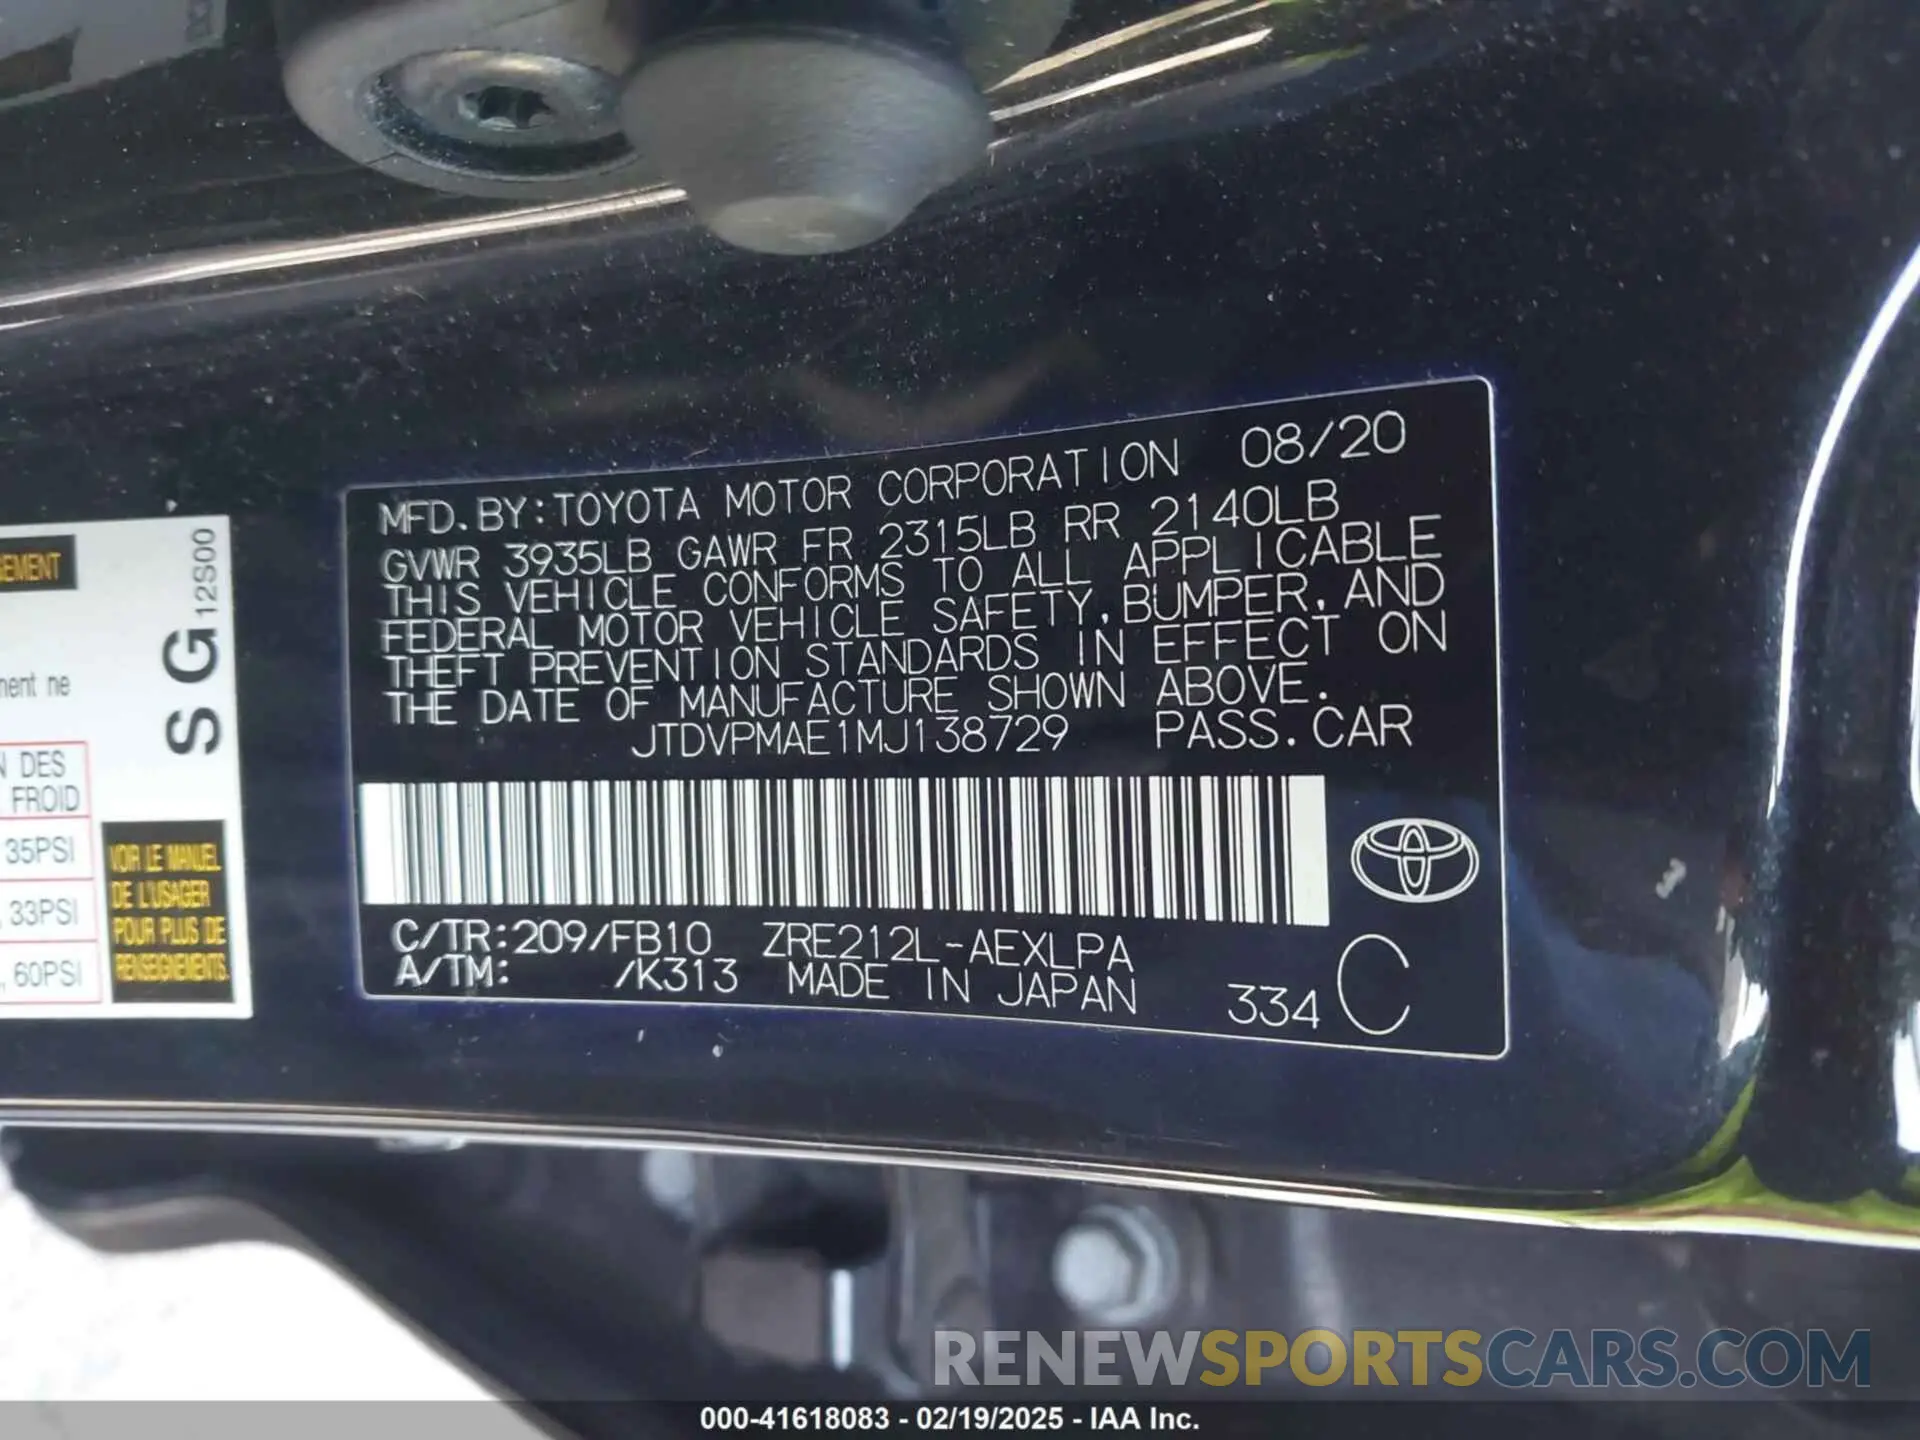 MFD.BY:TOYOTA MOTOR CORPORATION 08/20
GVWR 3935LB GAWR FR 2315LB RR 2140LB
THIS VEHICLE CONFORMS TO ALL APPLICABLE
FEDERAL MOTOR VEHICLE SAFETY, BUMPER, AND
THEFT PREVENTION STANDARDS IN EFFECT ON
THE DATE OF MANUFACTURE SHOWN ABOVE.
JTDVPMAE1MJ138729 PASS.CAR
C/TR:209/FB10 ZRE212L-AEXLPA
A/TM: /K313 MADE IN JAPAN
334 C
EMENT
ment ne
N DES
FROID
35PSI
, 33PSI
, 60PSI
S G 12S00
VOIR LE MANUEL
DE L'USAGER
POUR PLUS DE
RENSEIGNEMENTS.
RENEWSPORTSCARS.COM
000-41618083 - 02/19/2025 - IAA Inc.